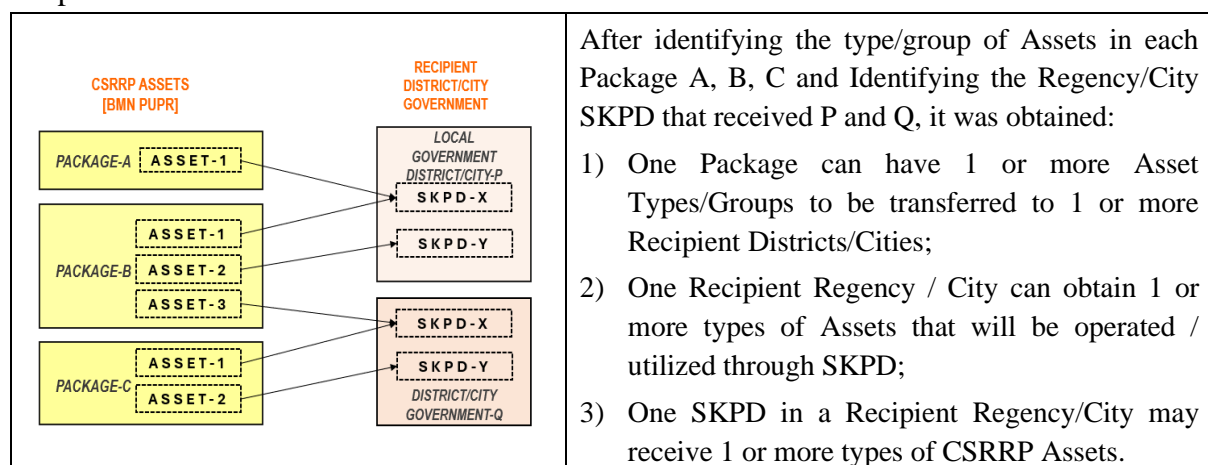 CSRRP ASSETS
[BMN PUPR]
PACKAGE-A
ASSET-1
PACKAGE-B
ASSET-1
ASSET-2
ASSET-3
PACKAGE-C
ASSET-1
ASSET-2
RECIPIENT
DISTRICT/CITY
GOVERNMENT
LOCAL
GOVERNMENT
DISTRICT/CITY-P
SKPD-X
SKPD-Y
SKPD-X
SKPD-Y
DISTRICT/CITY
GOVERNMENT-Q
After identifying the type/group of Assets in each
Package A, B, C and Identifying the Regency/City
SKPD that received P and Q, it was obtained:
1) One Package can have 1 or more Asset
Types/Groups to be transferred to 1 or more
Recipient Districts/Cities;
2) One Recipient Regency / City can obtain 1 or
more types of Assets that will be operated /
utilized through SKPD;
3) One SKPD in a Recipient Regency/City may
receive 1 or more types of CSRRP Assets.